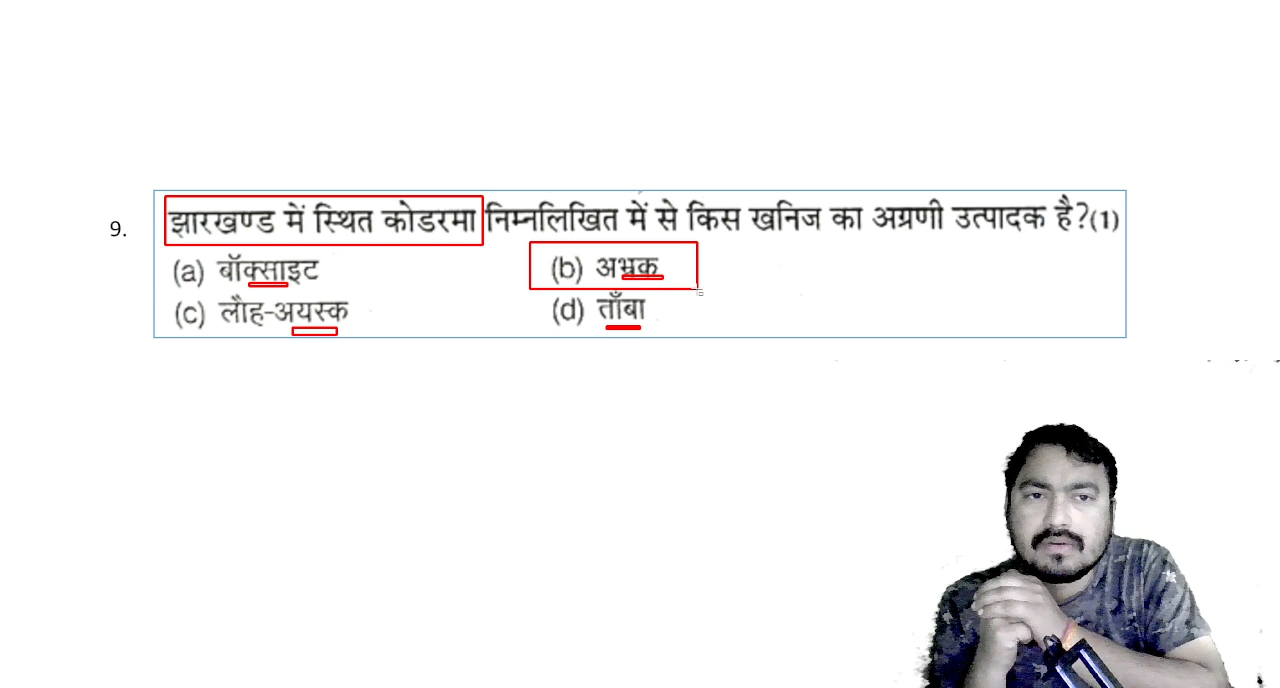 9. झारखण्ड में स्थित कोडरमा निम्नलिखित में से किस खनिज का अग्रणी उत्पादक है?(1)
(a) बॉक्साइट (b) अभ्रक
(c) लौह-अयस्क (d) ताँबा